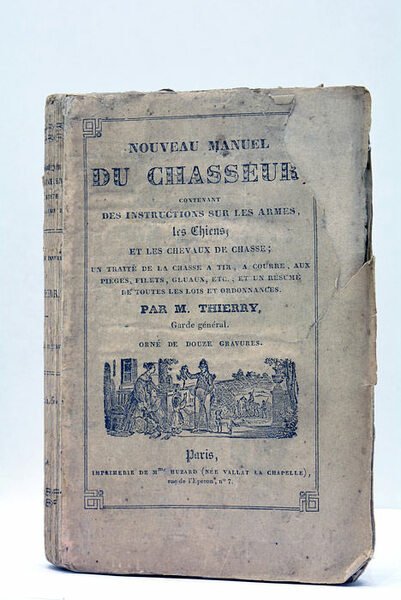 NOUVEAU MANUEL
DU CHASSEUR
CONTENANT
DES INSTRUCTIONS SUR LES ARMES,
les Chiens,
ET LES CHEVAUX DE CHASSE;
UN TRAITÉ DE LA CHASSE A TIR, A COURRE, AUX
PIEGES, FILETS, GLUAUX, ETC.; ET UN RÉSUMÉ
DE TOUTES LES LOIS ET ORDONNANCES.
PAR M. THIERRY,
Garde général.
ORNÉ DE DOUZE GRAVURES.
Paris,
IMPRIMERIE DE Mme HUZARD (NÉE VALLAT LA CHAPELLE),
rue de l'Eperon, n° 7.